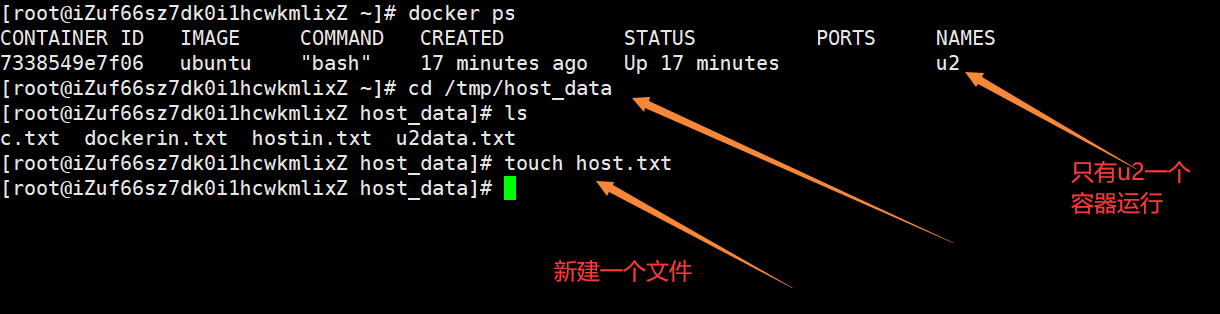 [root@iZuf66sz7dk0i1hcwkmlixZ ~]# docker ps
CONTAINER ID   IMAGE     COMMAND   CREATED          STATUS          PORTS     NAMES
7338549e7f06   ubuntu    "bash"    17 minutes ago   Up 17 minutes             u2
[root@iZuf66sz7dk0i1hcwkmlixZ ~]# cd /tmp/host_data
[root@iZuf66sz7dk0i1hcwkmlixZ host_data]# ls
c.txt  dockerin.txt  hostin.txt  u2data.txt
[root@iZuf66sz7dk0i1hcwkmlixZ host_data]# touch host.txt
[root@iZuf66sz7dk0i1hcwkmlixZ host_data]#
只有u2一个
容器运行
新建一个文件